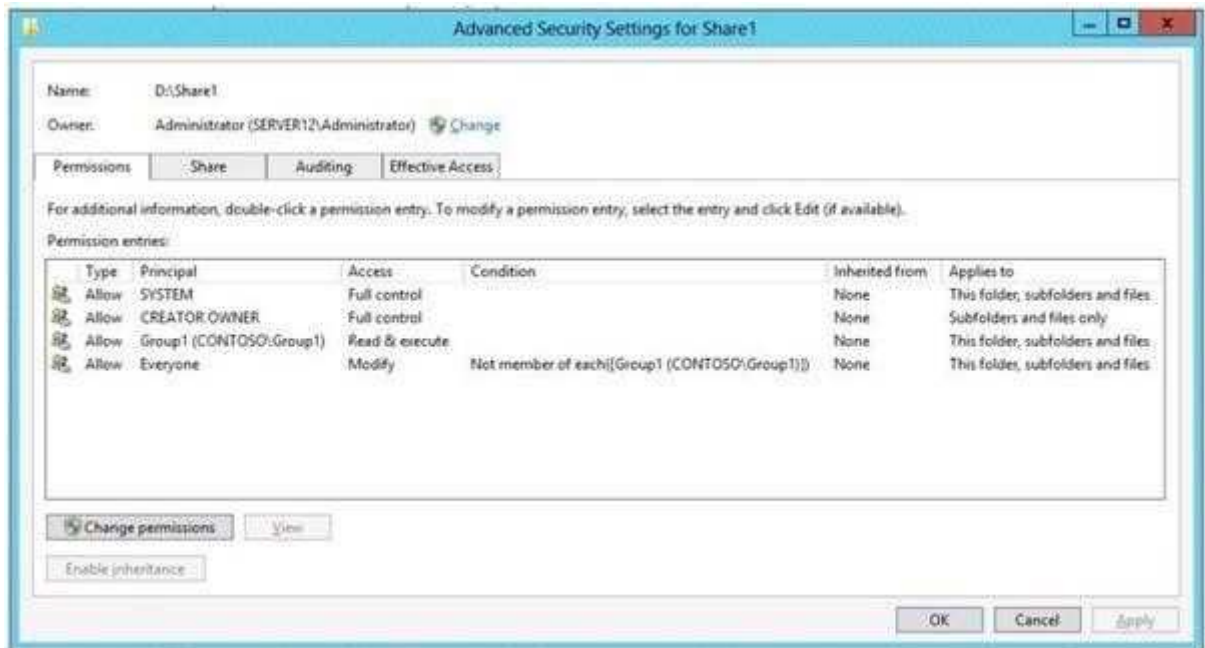 Advanced Security Settings for Share1
Name: D:\Share1
Owner: Administrator (SERVER12\Administrator) Change
Permissions Share Auditing Effective Access
For additional information, double-click a permission entry. To modify a permission entry, select the entry and click Edit (if available).
Permission entries:
Type Principal Access Condition Inherited from Applies to
Allow SYSTEM Full control None This folder, subfolders and files
Allow CREATOR OWNER Full control None Subfolders and files only
Allow Group1 (CONTOSO\Group1) Read & execute None This folder, subfolders and files
Allow Everyone Modify Not member of each({Group1 (CONTOSO\Group1)}) None This folder, subfolders and files
Change permissions View
Enable inheritance
OK Cancel Apply